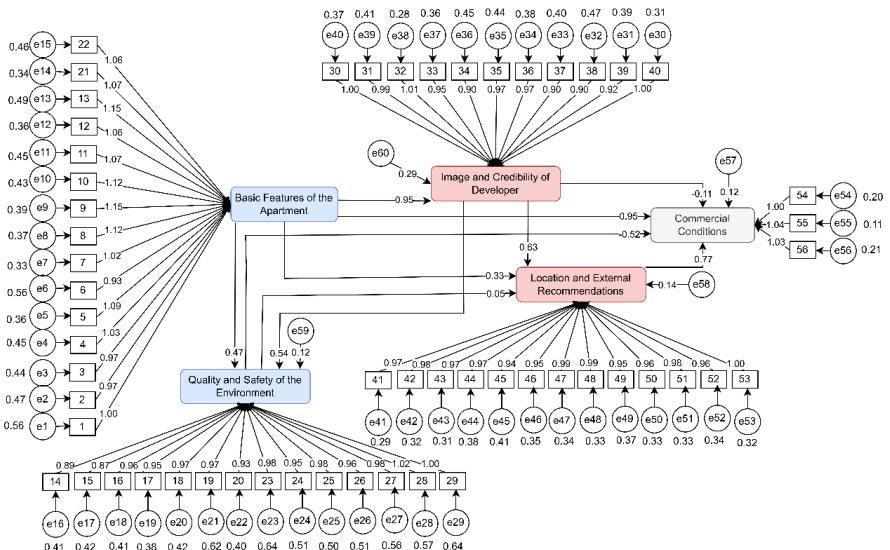 0.37 0.41 0.28 0.36 0.45 0.44 0.38 0.40 0.47 0.39 0.31
e40 e39 e38 e37 e36 e35 e34 e33 e32 e31 e30
30 31 32 33 34 35 36 37 38 39 40
1.00 0.99 1.01 0.95 0.90 0.97 0.97 0.90 0.90 0.92 1.00
0.46 e15 22 1.06
0.34 e14 21 1.07
0.49 e13 13 1.15
0.36 e12 12 1.06
0.45 e11 11 1.07
0.43 e10 10 1.12
0.39 e9 9 1.15
0.37 e8 8 1.12
0.33 e7 7 1.02
0.56 e6 6 0.93
0.36 e5 5 1.09
0.45 e4 4 1.03
0.44 e3 3 0.97
0.47 e2 2 0.97
0.56 e1 1 1.00
e60
0.29
Image and Credibility of
Developer
Basic Features of the
Apartment
0.95
e57
0.12
-0.11
0.95
-0.52
Commercial
Conditions
1.00 54 e54 0.20
1.04 55 e55 0.11
1.03 56 e56 0.21
0.63
0.77
0.33
0.05
Location and External
Recommendations
0.14 e58
e59
0.47
0.54
0.12
Quality and Safety of the
Environment
0.97 0.98 0.97 0.97 0.94 0.95 0.99 0.99 0.95 0.96 0.98 0.96 1.00
41 42 43 44 45 46 47 48 49 50 51 52 53
e41 e42 e43 e44 e45 e46 e47 e48 e49 e50 e51 e52 e53
0.29 0.32 0.31 0.38 0.41 0.35 0.34 0.33 0.37 0.33 0.33 0.34 0.32
0.89 0.87 0.96 0.95 0.97 0.97 0.93 0.98 0.95 0.98 0.96 0.98 1.02 1.00
14 15 16 17 18 19 20 23 24 25 26 27 28 29
e16 e17 e18 e19 e20 e21 e22 e23 e24 e25 e26 e27 e28 e29
0.41 0.42 0.41 0.38 0.42 0.62 0.40 0.64 0.51 0.50 0.51 0.56 0.57 0.64